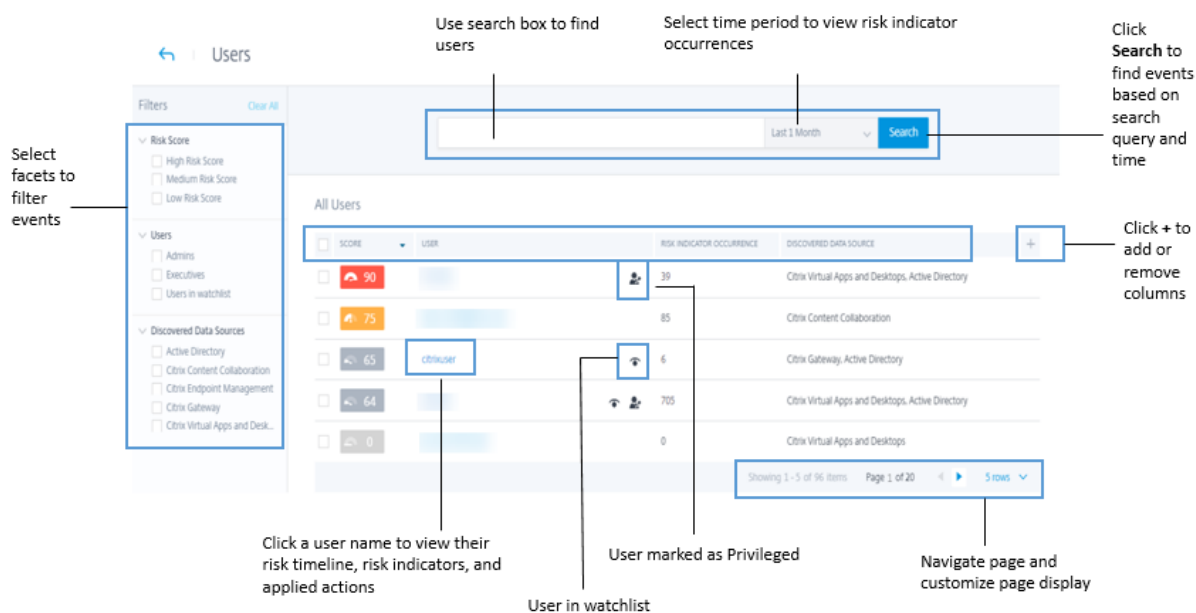 Use search box to find
users
Select time period to view risk indicator
occurrences
Click
Search to
find events
based on
search
query and
time
Users
Filters
Clear All
Risk Score
High Risk Score
Medium Risk Score
Low Risk Score
Users
Admins
Executives
Users in watchlist
Discovered Data Sources
Active Directory
Citrix Content Collaboration
Citrix Endpoint Management
Citrix Gateway
Citrix Virtual Apps and Desk...
Select
facets to
filter
events
Last 1 Month
Search
All Users
SCORE USER RISK INDICATOR OCCURRENCE DISCOVERED DATA SOURCE +
Click + to
add or
remove
columns
90 39 Citrix Virtual Apps and Desktops, Active Directory
75 85 Citrix Content Collaboration
65 citrixuser 6 Citrix Gateway, Active Directory
64 705 Citrix Virtual Apps and Desktops, Active Directory
0 0 Citrix Virtual Apps and Desktops
Showing 1-5 of 96 items Page 1 of 20 5 rows
Click a user name to view their
risk timeline, risk indicators, and
applied actions
User in watchlist
User marked as Privileged
Navigate page and
customize page display